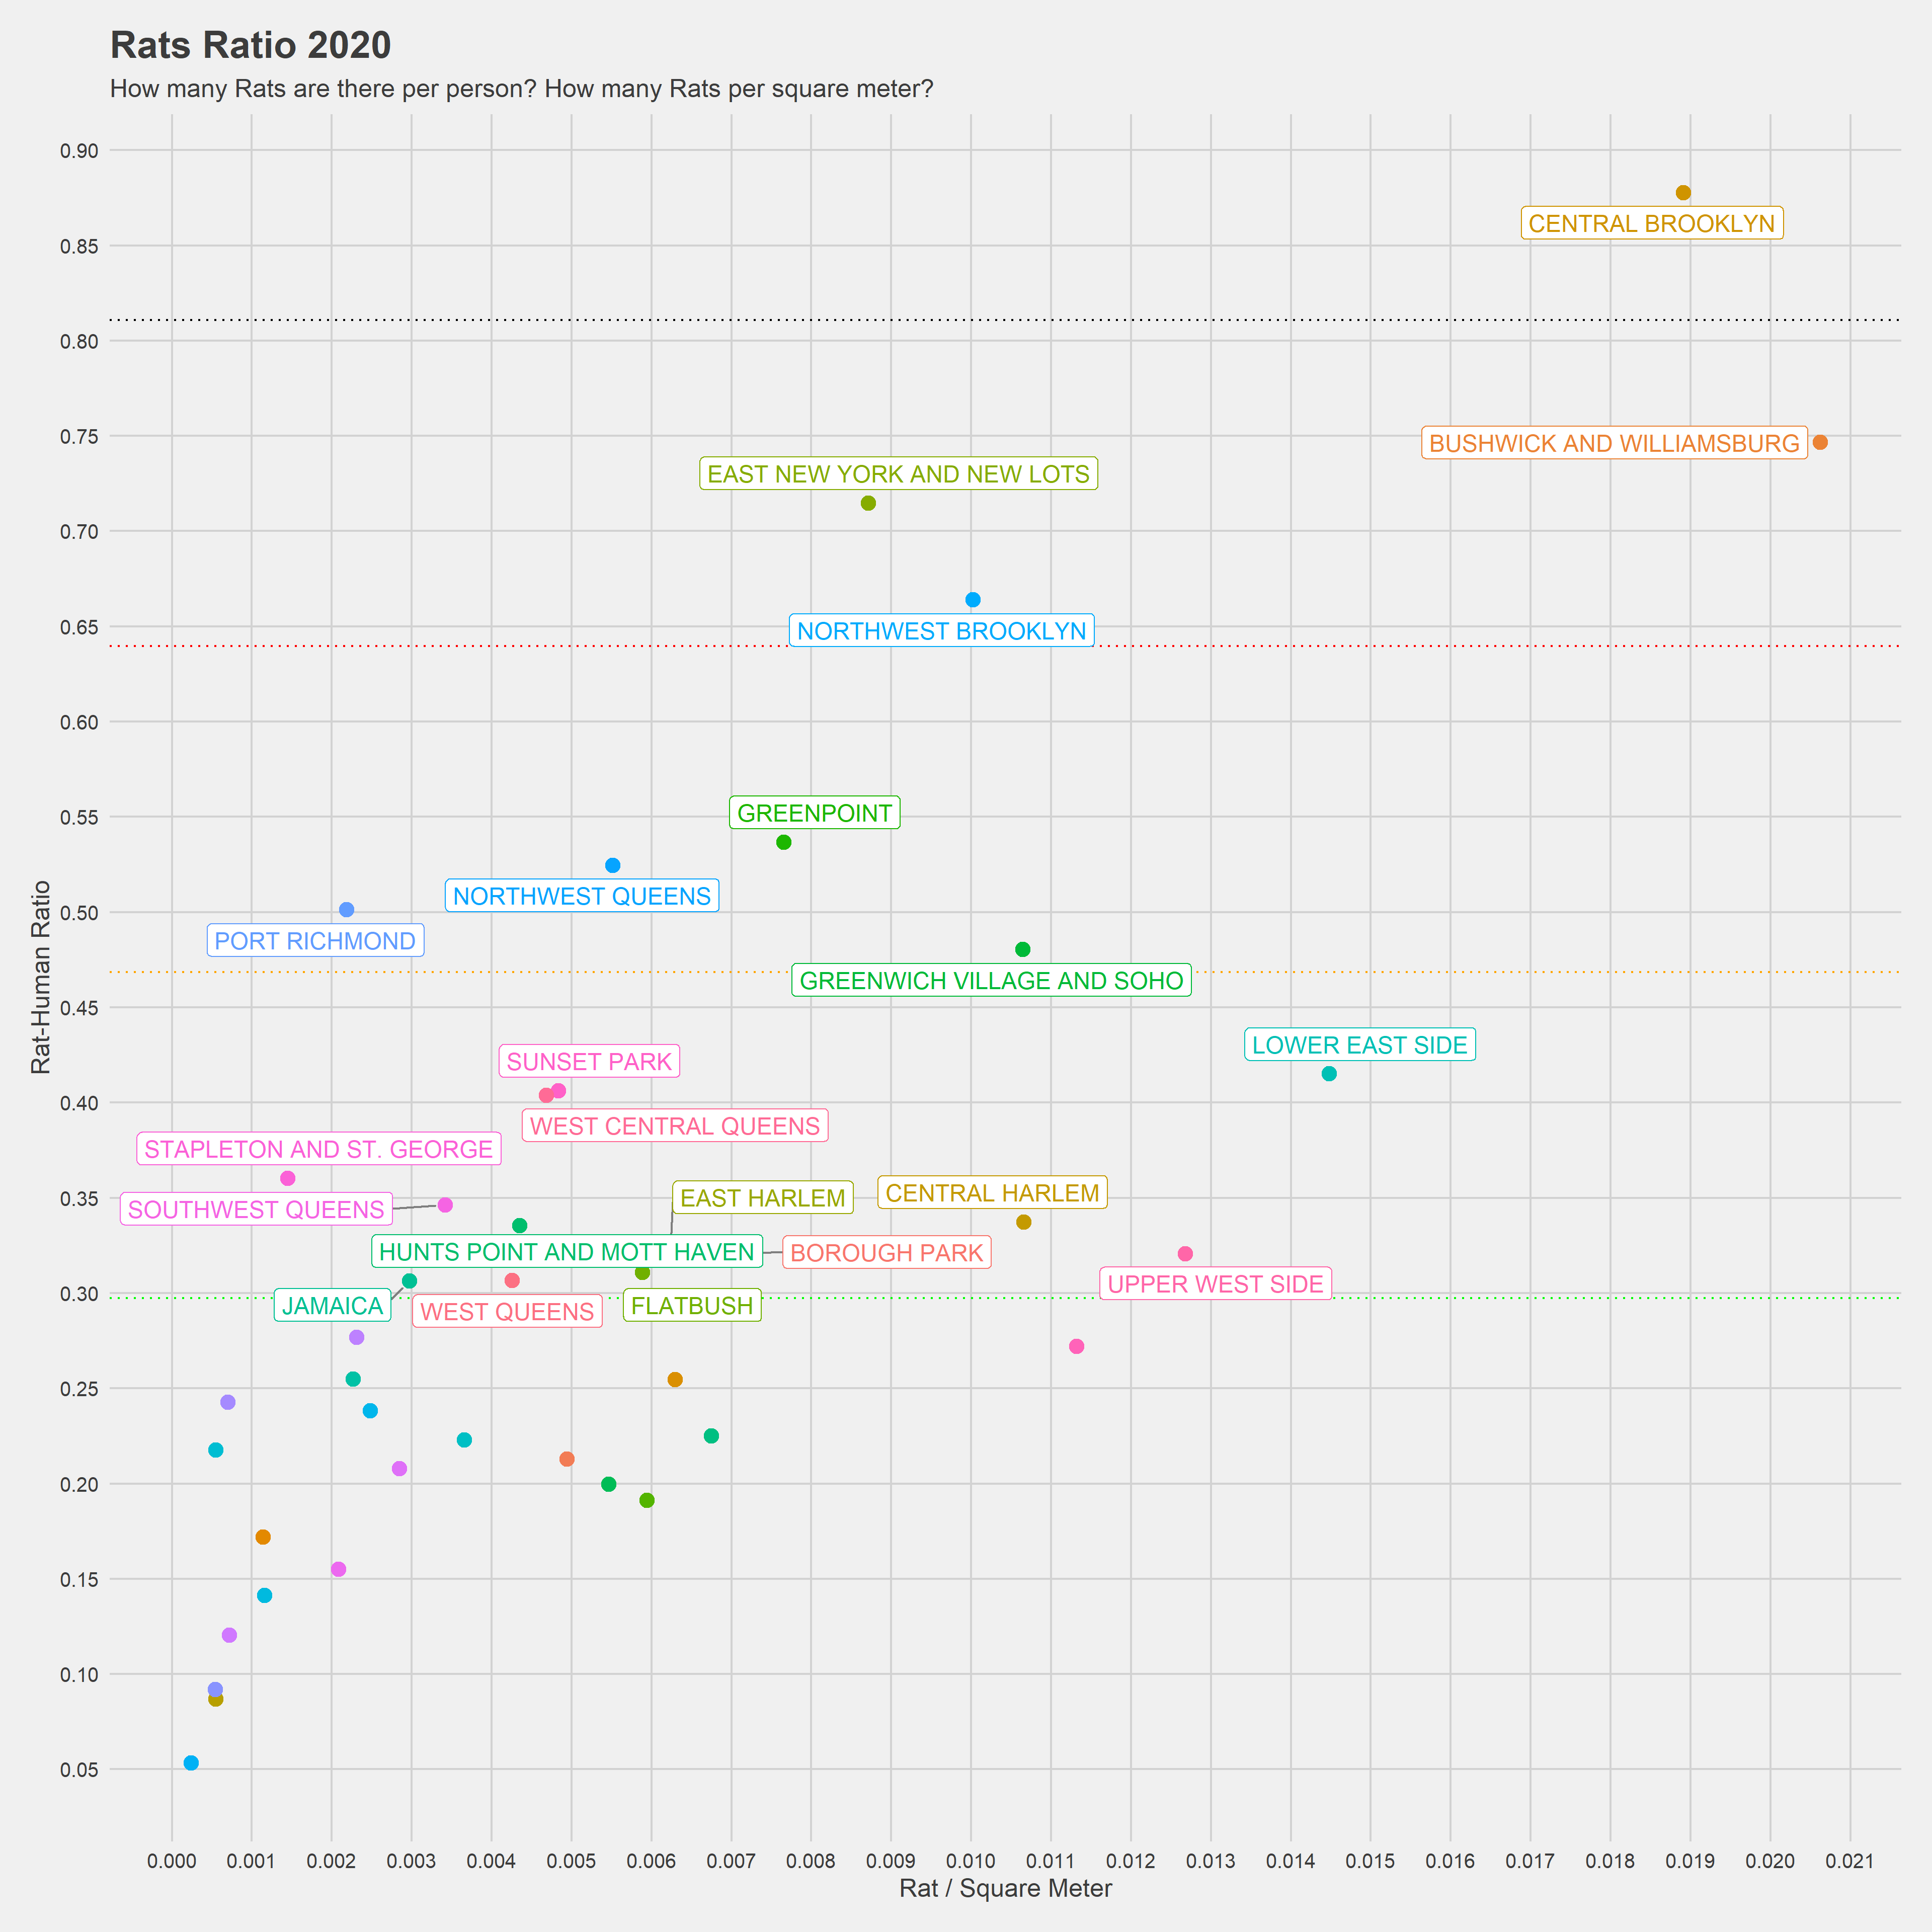 Rats Ratio 2020
How many Rats are there per person? How many Rats per square meter?
Rat-Human Ratio
0.90
0.85
0.80
0.75
0.70
0.65
0.60
0.55
0.50
0.45
0.40
0.35
0.30
0.25
0.20
0.15
0.10
0.05
CENTRAL BROOKLYN
BUSHWICK AND WILLIAMSBURG
EAST NEW YORK AND NEW LOTS
NORTHWEST BROOKLYN
GREENPOINT
NORTHWEST QUEENS
PORT RICHMOND
GREENWICH VILLAGE AND SOHO
LOWER EAST SIDE
SUNSET PARK
WEST CENTRAL QUEENS
STAPLETON AND ST. GEORGE
SOUTHWEST QUEENS
EAST HARLEM
CENTRAL HARLEM
HUNTS POINT AND MOTT HAVEN
BOROUGH PARK
UPPER WEST SIDE
JAMAICA
WEST QUEENS
FLATBUSH
0.000 0.001 0.002 0.003 0.004 0.005 0.006 0.007 0.008 0.009 0.010 0.011 0.012 0.013 0.014 0.015 0.016 0.017 0.018 0.019 0.020 0.021
Rat / Square Meter